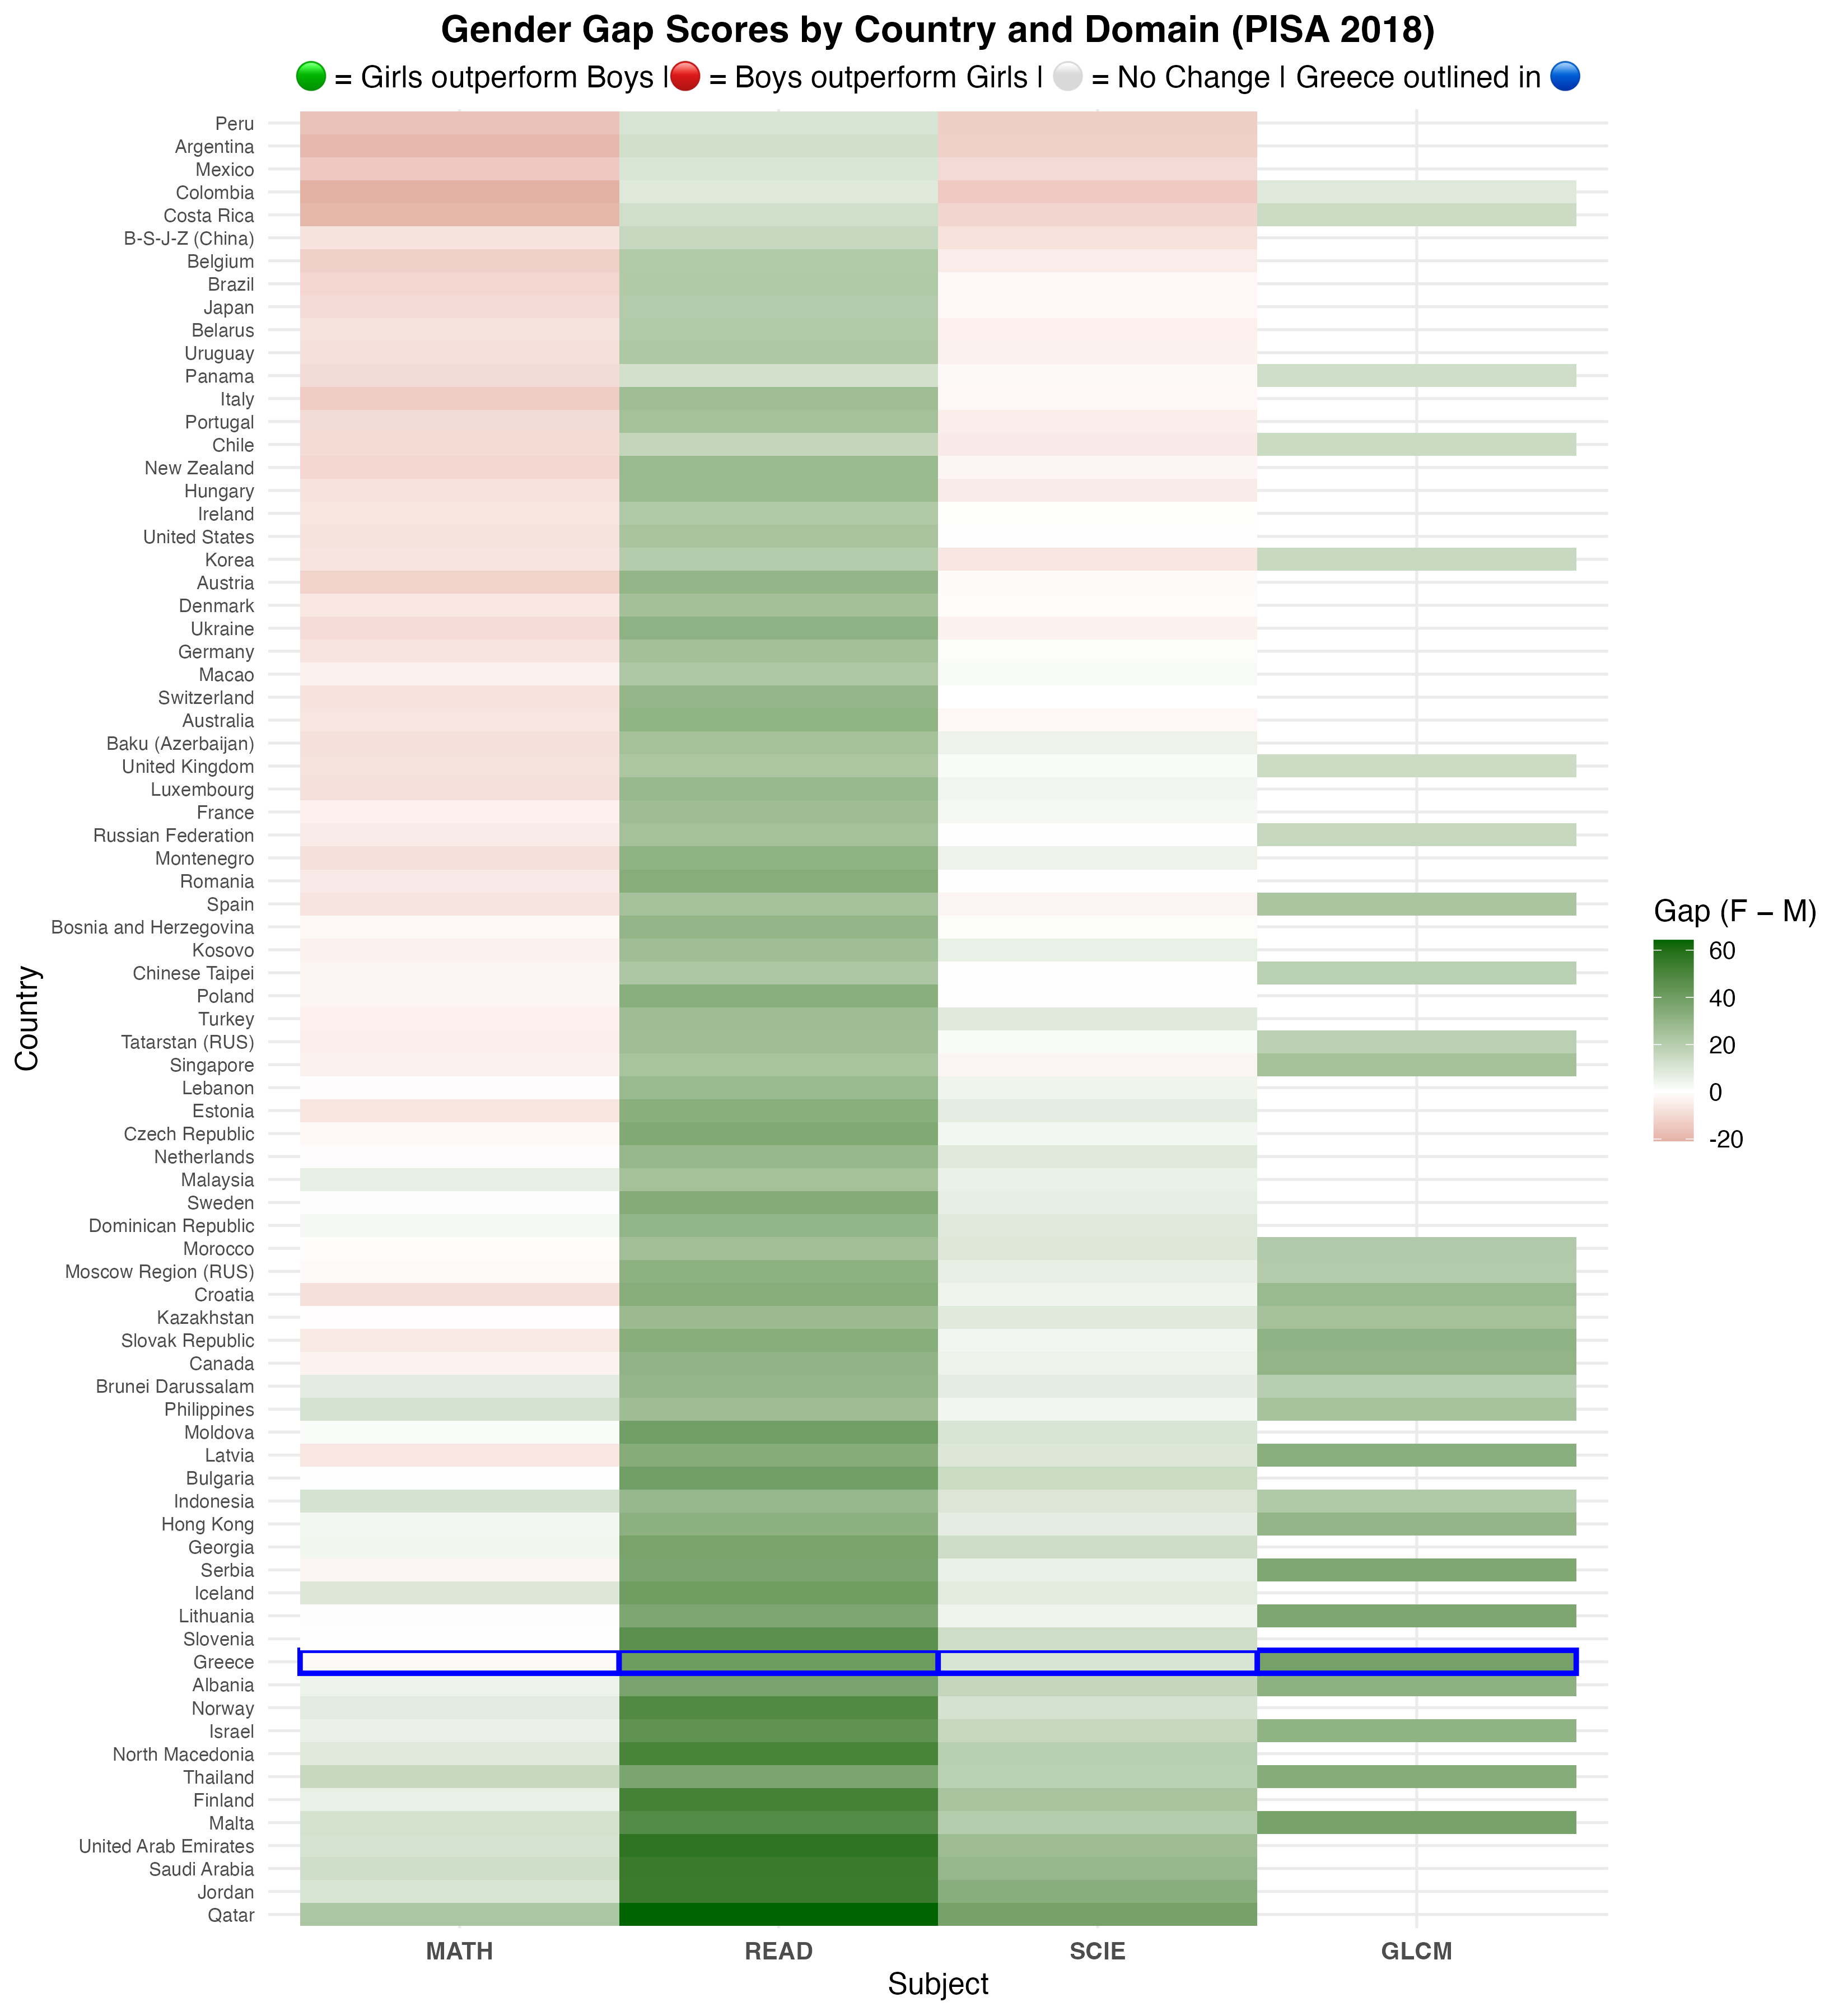 Gender Gap Scores by Country and Domain (PISA 2018)
🟢 = Girls outperform Boys |🔴 = Boys outperform Girls | ⚪ = No Change | Greece outlined in 🔵
Peru
Argentina
Mexico
Colombia
Costa Rica
B-S-J-Z (China)
Belgium
Brazil
Japan
Belarus
Uruguay
Panama
Italy
Portugal
Chile
New Zealand
Hungary
Ireland
United States
Korea
Austria
Denmark
Ukraine
Germany
Macao
Switzerland
Australia
Baku (Azerbaijan)
United Kingdom
Luxembourg
France
Russian Federation
Montenegro
Romania
Spain
Bosnia and Herzegovina
Kosovo
Chinese Taipei
Poland
Turkey
Tatarstan (RUS)
Singapore
Lebanon
Estonia
Czech Republic
Netherlands
Malaysia
Sweden
Dominican Republic
Morocco
Moscow Region (RUS)
Croatia
Kazakhstan
Slovak Republic
Canada
Brunei Darussalam
Philippines
Moldova
Latvia
Bulgaria
Indonesia
Hong Kong
Georgia
Serbia
Iceland
Lithuania
Slovenia
Greece
Albania
Norway
Israel
North Macedonia
Thailand
Finland
Malta
United Arab Emirates
Saudi Arabia
Jordan
Qatar
Country
MATH
READ
SCIE
GLCM
Subject
Gap (F − M)
60
40
20
0
-20